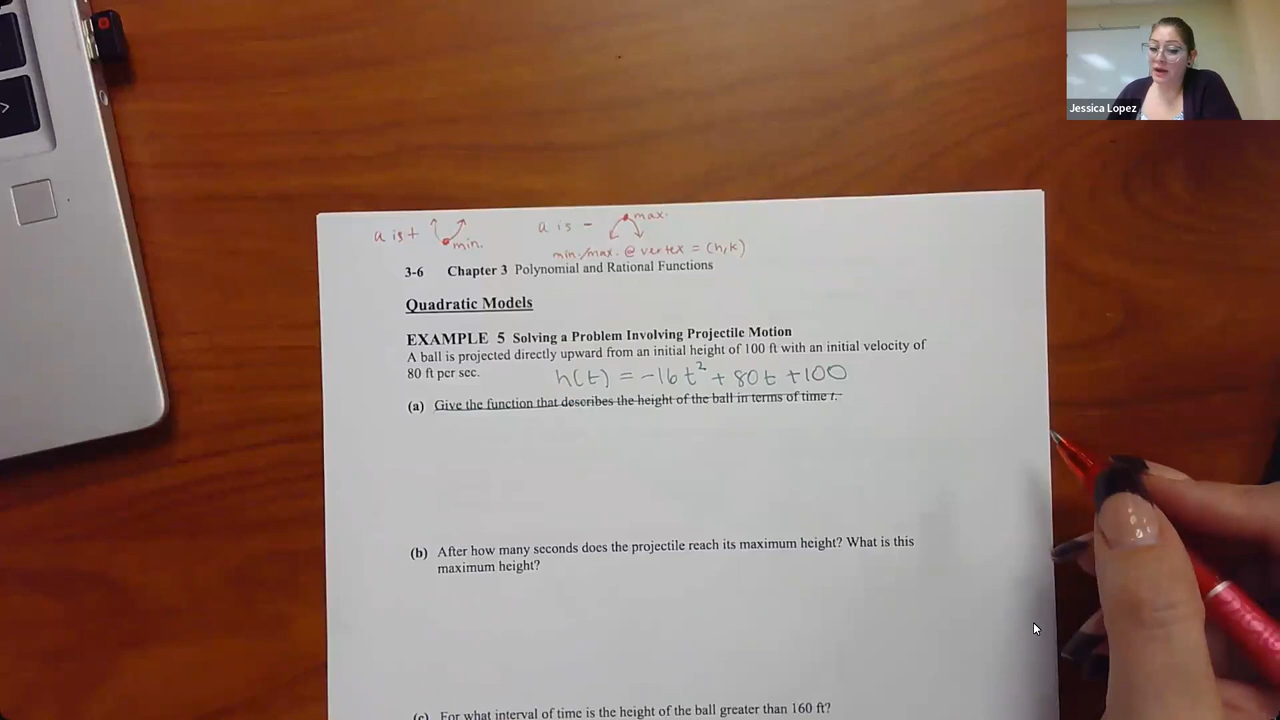 Jessica Lopez
a is + min.
a is - max.
min./max. @ vertex = (h,k)
3-6 Chapter 3 Polynomial and Rational Functions
Quadratic Models
EXAMPLE 5 Solving a Problem Involving Projectile Motion
A ball is projected directly upward from an initial height of 100 ft with an initial velocity of
80 ft per sec.
h(t) = -16t² + 80t + 100
(a) Give the function that describes the height of the ball in terms of time t.
(b) After how many seconds does the projectile reach its maximum height? What is this
maximum height?
(c) For what interval of time is the height of the ball greater than 160 ft?